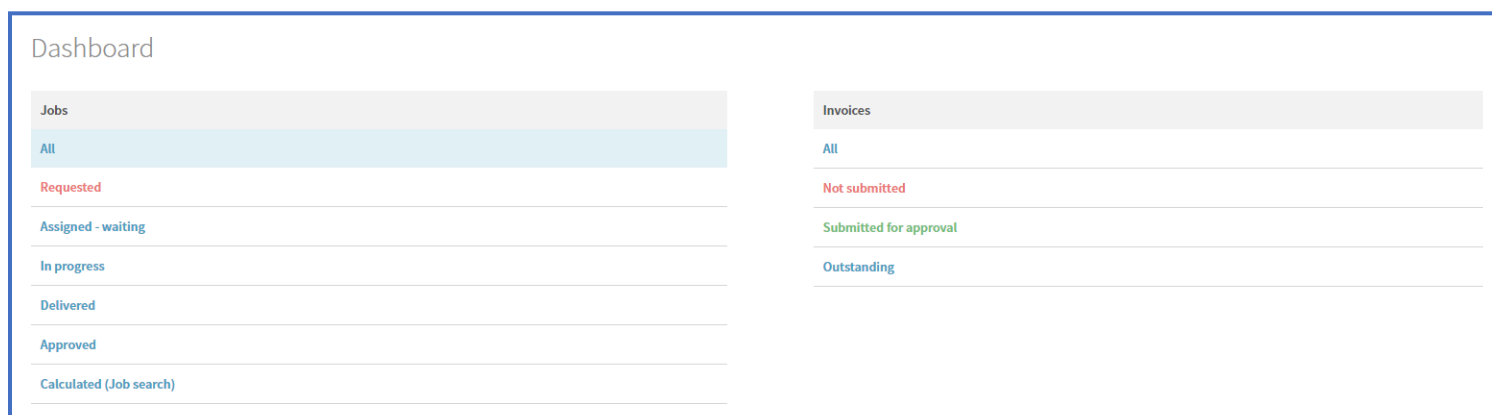 Dashboard
Jobs
All
Requested
Assigned - waiting
In progress
Delivered
Approved
Calculated (Job search)
Invoices
All
Not submitted
Submitted for approval
Outstanding